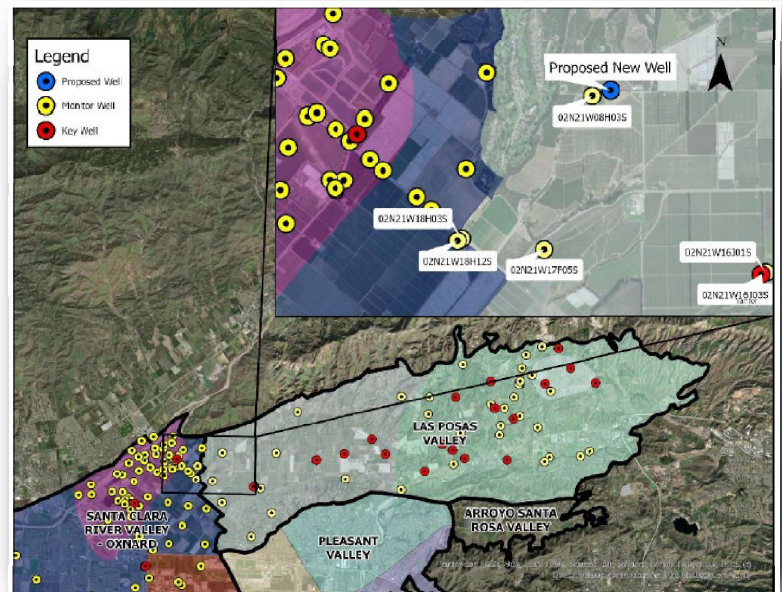 Legend
Proposed Well
Monitor Well
Key Well
N
Proposed New Well
02N21W08H03S
02N21W18H03S
02N21W18H12S
02N21W17F05S
02N21W16J01S
02N21W16J03S
LAS POSAS
VALLEY
SANTA CLARA
RIVER VALLEY
- OXNARD
PLEASANT
VALLEY
ARROYO SANTA
ROSA VALLEY